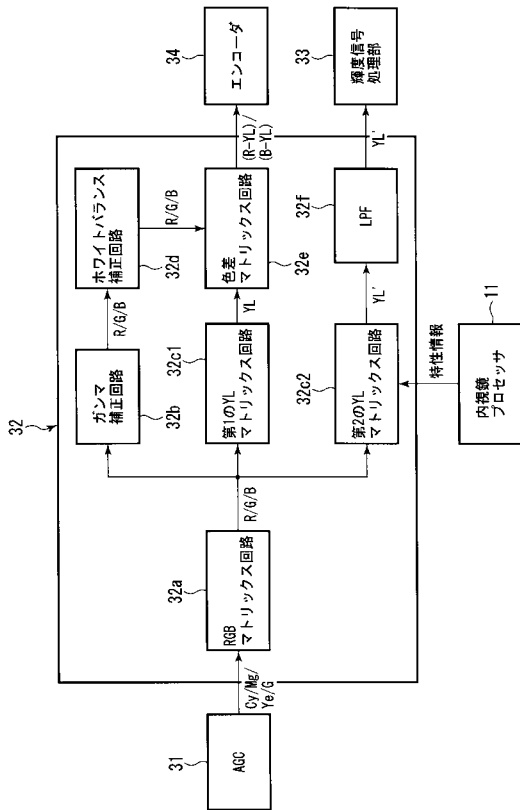 32
31
AGC
Cy/Mg/
Ye/G
32a
RGB
マトリックス回路
R/G/B
ガンマ
補正回路
32b
R/G/B
ホワイトバランス
補正回路
32d
R/G/B
第1のYL
マトリックス回路
32c1
YL
色差
マトリックス回路
32e
(R-YL)/
(B-YL)
34
エンコーダ
第2のYL
マトリックス回路
32c2
YL'
LPF
32f
YL'
33
輝度信号
処理部
特性情報
11
内視鏡
プロセッサ